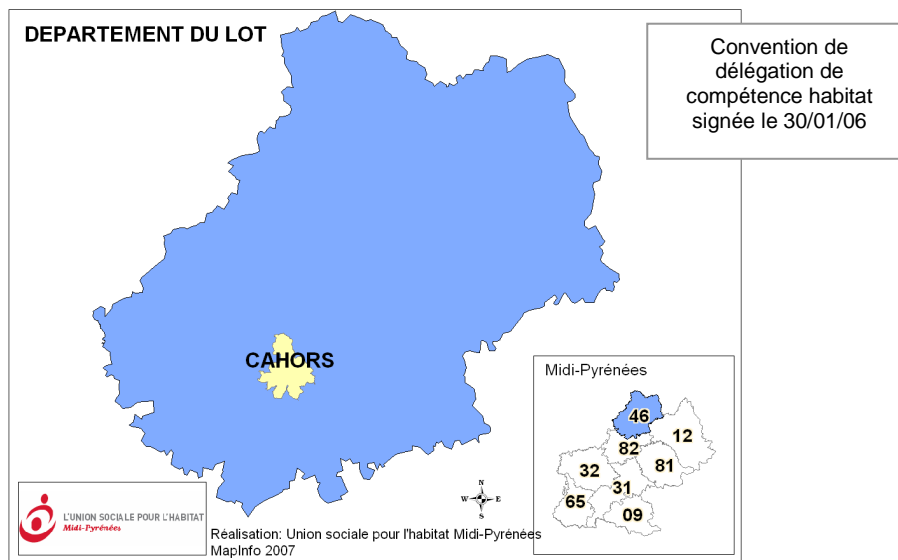 DEPARTEMENT DU LOT
Convention de
délégation de
compétence habitat
signée le 30/01/06
CAHORS
Midi-Pyrénées
46
12
82
81
32
31
65
09
N
W E
S
L'UNION SOCIALE POUR L'HABITAT
Midi-Pyrénées
Réalisation: Union sociale pour l'habitat Midi-Pyrénées
MapInfo 2007